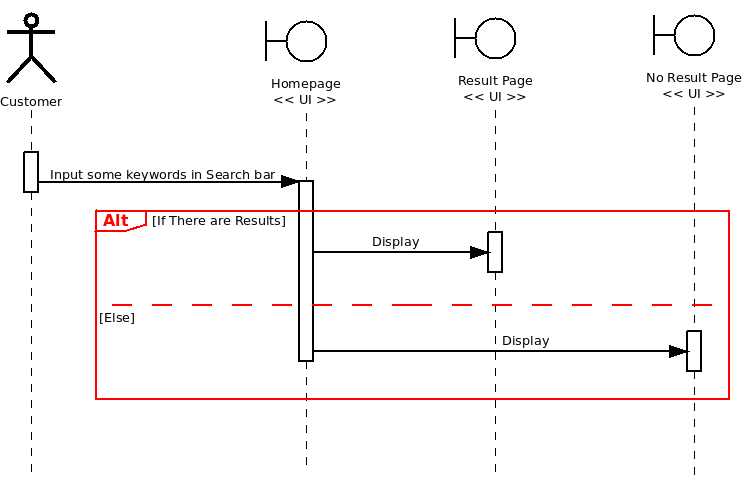 Customer
Homepage
<< UI >>
Result Page
<< UI >>
No Result Page
<< UI >>
Input some keywords in Search bar
Alt
[If There are Results]
Display
[Else]
Display